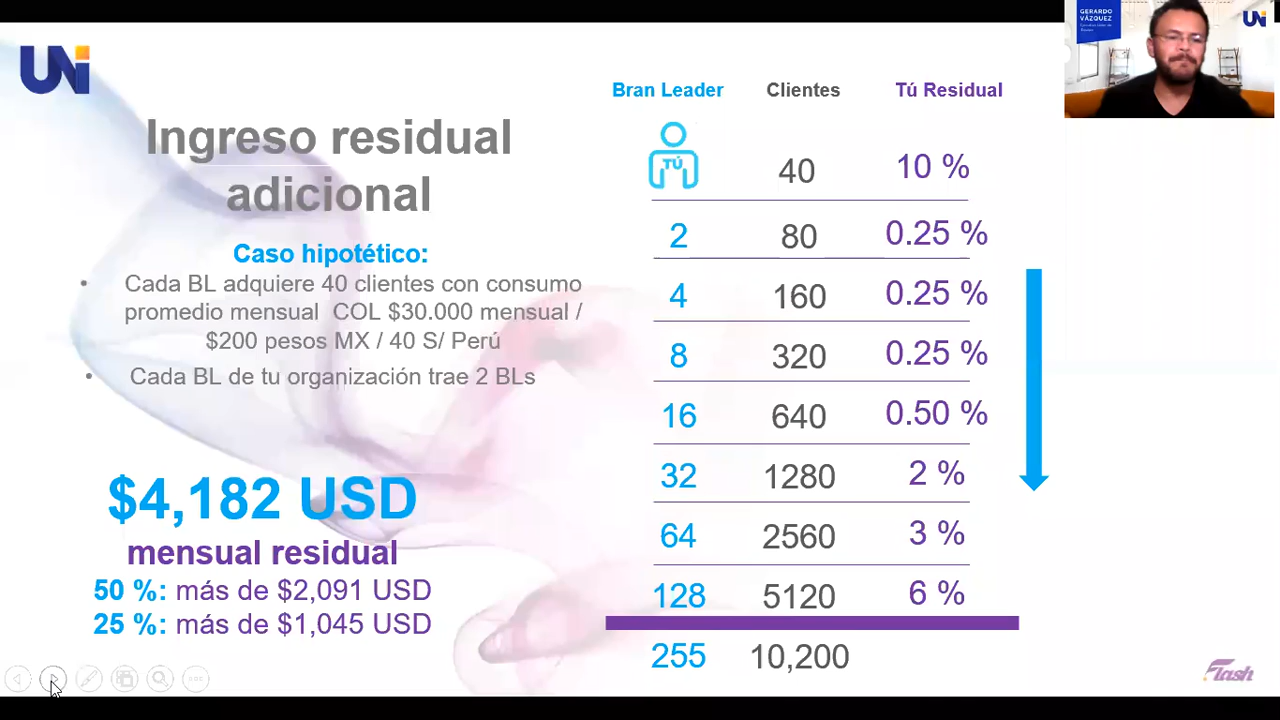 UNi
Ingreso residual
adicional
Caso hipotético:
• Cada BL adquiere 40 clientes con consumo
promedio mensual COL $30.000 mensual /
$200 pesos MX / 40 S/ Perú
• Cada BL de tu organización trae 2 BLs
$4,182 USD
mensual residual
50 %: más de $2,091 USD
25 %: más de $1,045 USD
Bran Leader Clientes Tú Residual
TÚ 40 10 %
2 80 0.25 %
4 160 0.25 %
8 320 0.25 %
16 640 0.50 %
32 1280 2 %
64 2560 3 %
128 5120 6 %
255 10,200
GERARDO
VÁZQUEZ
UNi
Flash